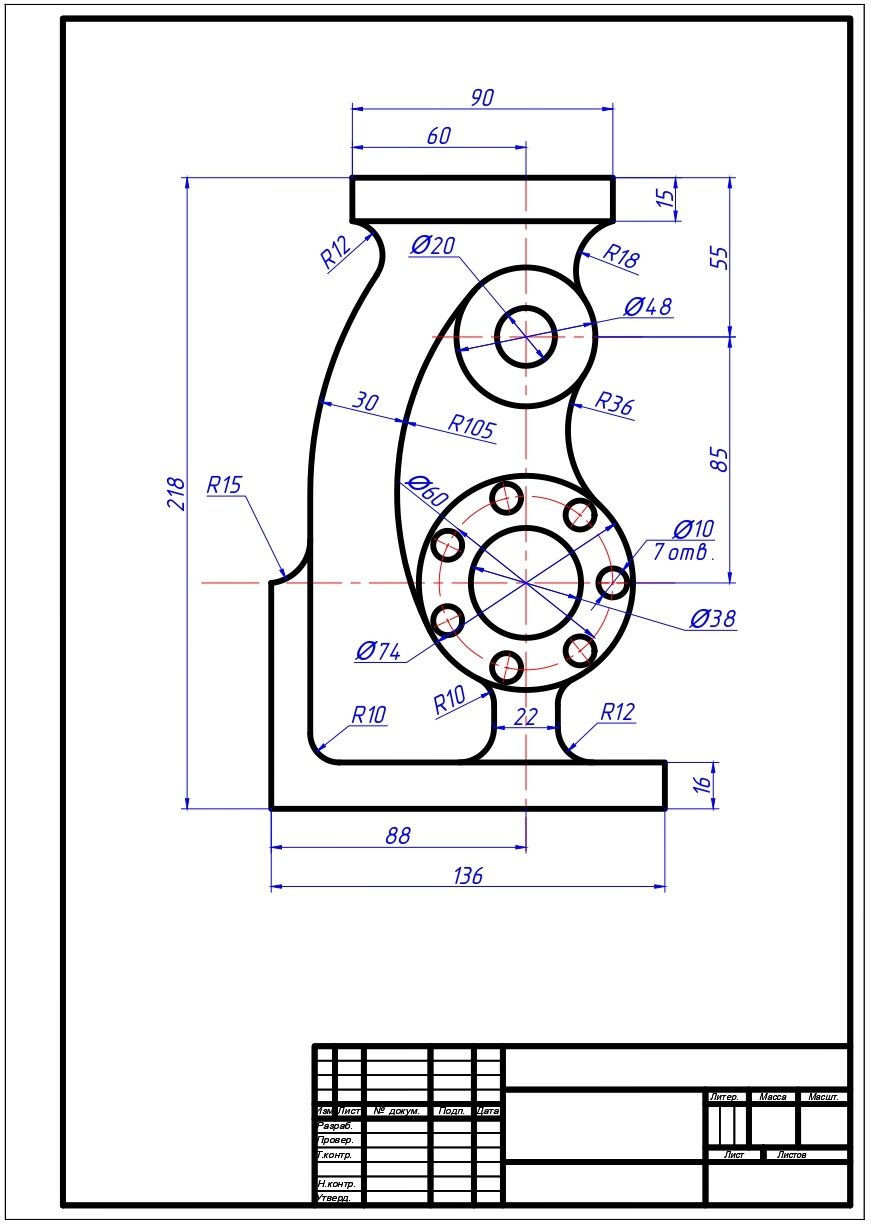 90
60
15
55
R12
Ø20
R18
Ø48
30
R105
R36
85
218
R15
Ø60
Ø10
7 отв.
Ø38
Ø74
R10
R10
22
R12
16
88
136
Литер.
Масса
Масшт.
Изм
Лист
№ докум.
Подп.
Дата
Разраб.
Провер.
Т.контр.
Лист
Листов
Н.контр.
Утверд.